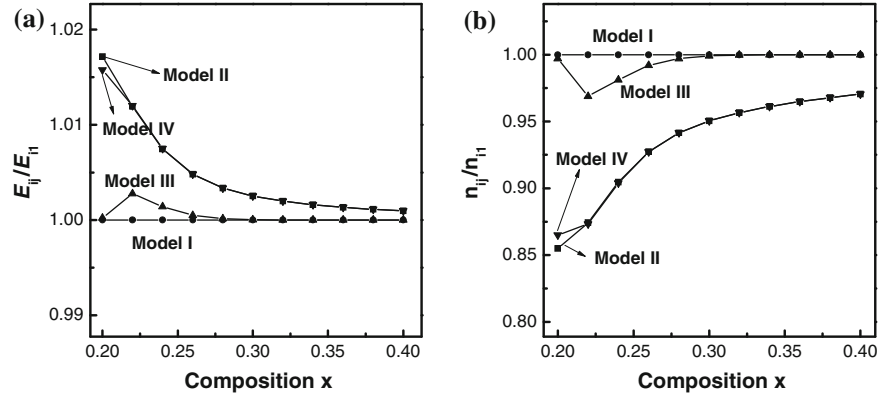 (a)
1.02
1.01
1.00
0.99
E_ij/E_i1
Model II
Model IV
Model III
Model I
0.20 0.25 0.30 0.35 0.40
Composition x
(b)
1.00
0.95
0.90
0.85
0.80
n_ij/n_i1
Model I
Model III
Model IV
Model II
0.20 0.25 0.30 0.35 0.40
Composition x